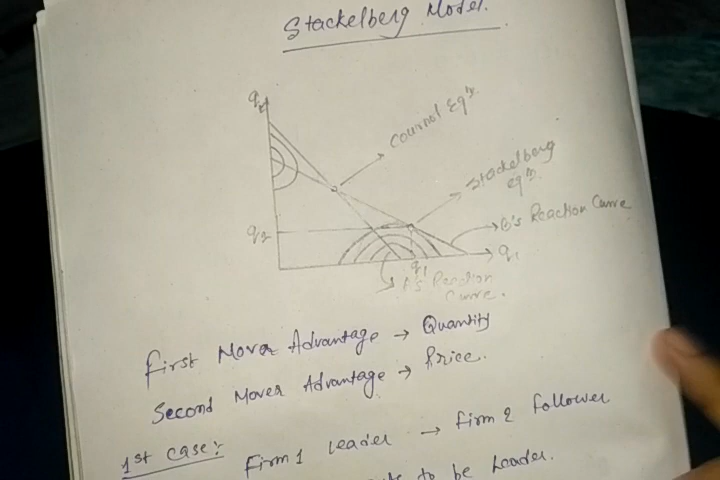 Stackelberg Model.
q2
Cournot Eqm.
Stackelberg
eqm.
B's Reaction Curve
q2
q1
q1
A's Reaction
Curve.
First Mover Advantage → Quantity
Second Mover Advantage → Price.
1st case:
Firm 1 leader → Firm 2 follower
to be Leader.